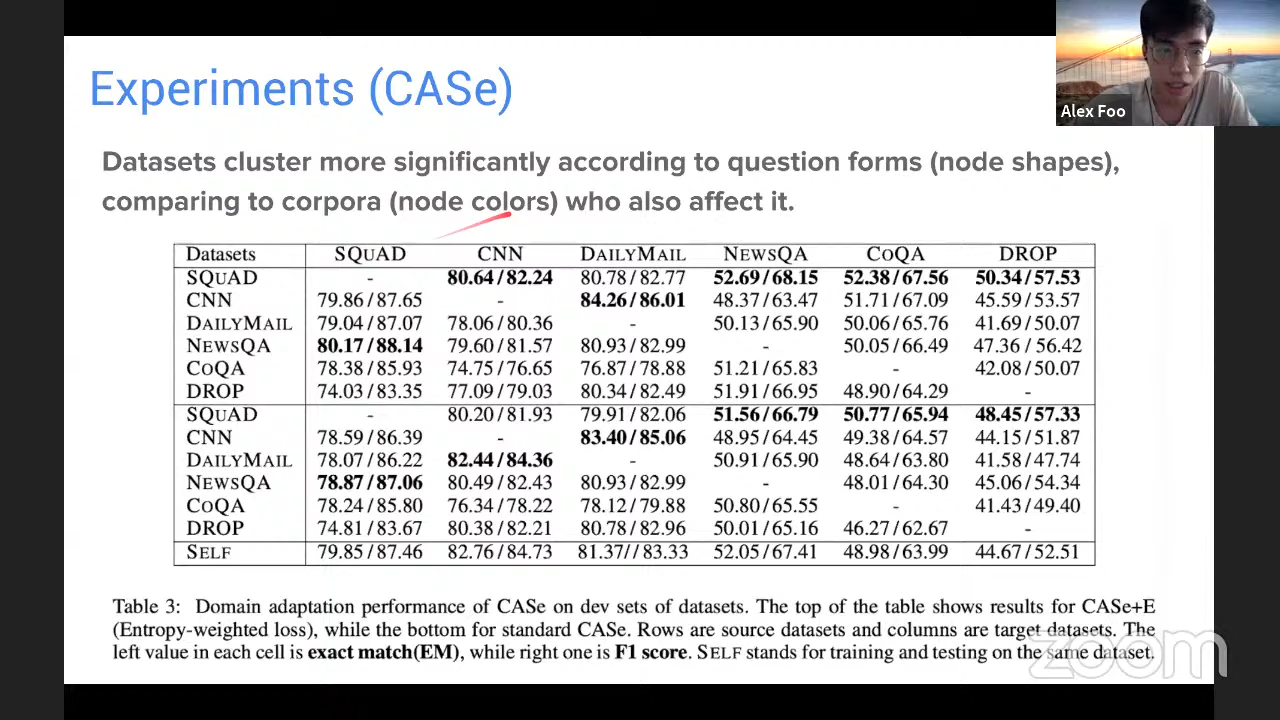 Experiments (CASe)
Alex Foo
Datasets cluster more significantly according to question forms (node shapes),
comparing to corpora (node colors) who also affect it.
Datasets SQUAD CNN DAILYMAIL NEWSQA COQA DROP
SQUAD - 80.64 / 82.24 80.78 / 82.77 52.69 / 68.15 52.38 / 67.56 50.34 / 57.53
CNN 79.86 / 87.65 - 84.26 / 86.01 48.37 / 63.47 51.71 / 67.09 45.59 / 53.57
DAILYMAIL 79.04 / 87.07 78.06 / 80.36 - 50.13 / 65.90 50.06 / 65.76 41.69 / 50.07
NEWSQA 80.17 / 88.14 79.60 / 81.57 80.93 / 82.99 - 50.05 / 66.49 47.36 / 56.42
COQA 78.38 / 85.93 74.75 / 76.65 76.87 / 78.88 51.21 / 65.83 - 42.08 / 50.07
DROP 74.03 / 83.35 77.09 / 79.03 80.34 / 82.49 51.91 / 66.95 48.90 / 64.29 -
SQUAD - 80.20 / 81.93 79.91 / 82.06 51.56 / 66.79 50.77 / 65.94 48.45 / 57.33
CNN 78.59 / 86.39 - 83.40 / 85.06 48.95 / 64.45 49.38 / 64.57 44.15 / 51.87
DAILYMAIL 78.07 / 86.22 82.44 / 84.36 - 50.91 / 65.90 48.64 / 63.80 41.58 / 47.74
NEWSQA 78.87 / 87.06 80.49 / 82.43 80.93 / 82.99 - 48.01 / 64.30 45.06 / 54.34
COQA 78.24 / 85.80 76.34 / 78.22 78.12 / 79.88 50.80 / 65.55 - 41.43 / 49.40
DROP 74.81 / 83.67 80.38 / 82.21 80.78 / 82.96 50.01 / 65.16 46.27 / 62.67 -
SELF 79.85 / 87.46 82.76 / 84.73 81.37/ / 83.33 52.05 / 67.41 48.98 / 63.99 44.67 / 52.51
Table 3: Domain adaptation performance of CASe on dev sets of datasets. The top of the table shows results for CASe+E
(Entropy-weighted loss), while the bottom for standard CASe. Rows are source datasets and columns are target datasets. The
left value in each cell is exact match(EM), while right one is F1 score. SELF stands for training and testing on the same dataset.
zoom